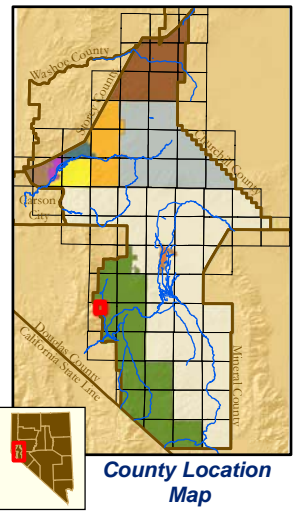 Washoe County
Storey County
Churchill County
Carson
City
Douglas County
California State Line
Mineral County
County Location
Map